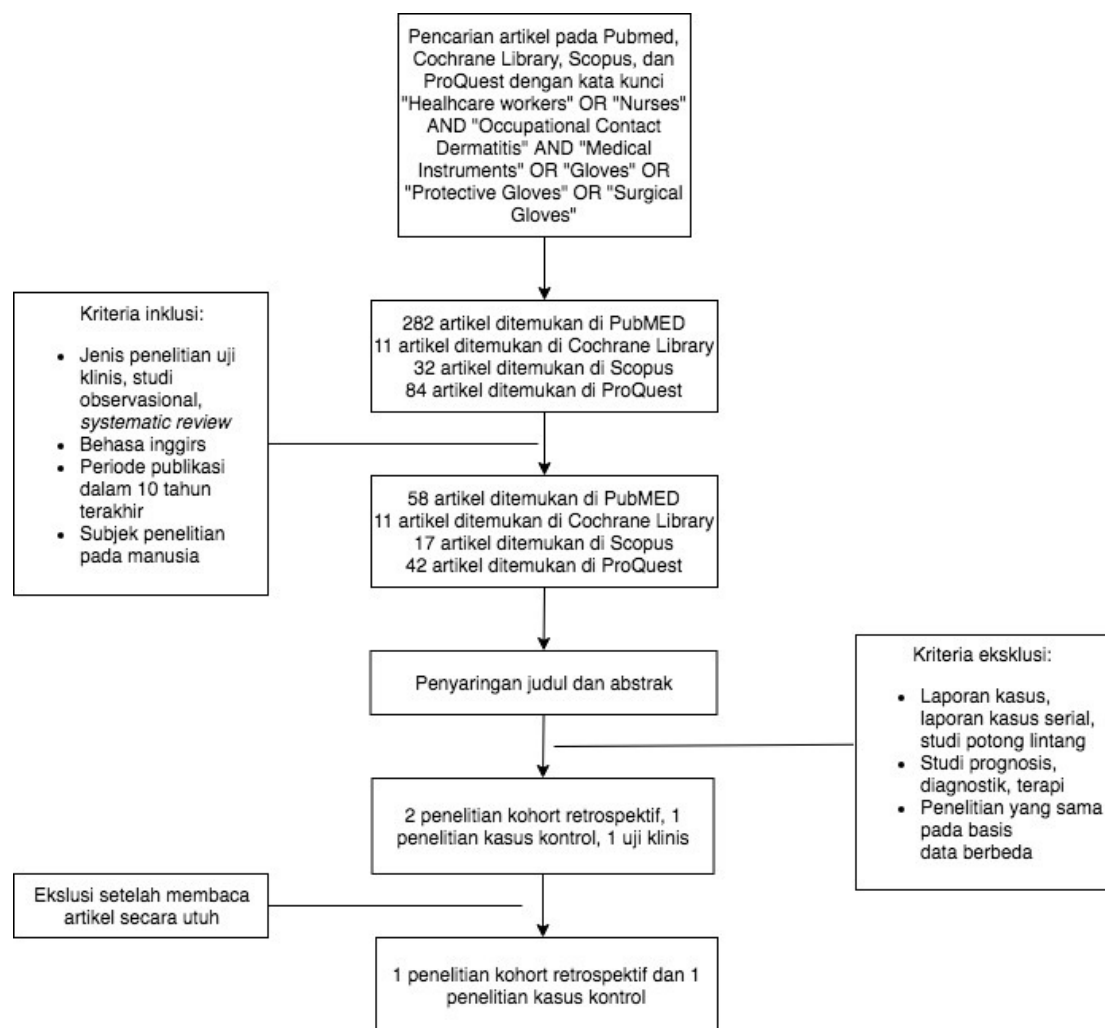 Pencarian artikel pada Pubmed,
Cochrane Library, Scopus, dan
ProQuest dengan kata kunci
"Healhcare workers" OR "Nurses"
AND "Occupational Contact
Dermatitis" AND "Medical
Instruments" OR "Gloves" OR
"Protective Gloves" OR "Surgical
Gloves"
282 artikel ditemukan di PubMED
11 artikel ditemukan di Cochrane Library
32 artikel ditemukan di Scopus
84 artikel ditemukan di ProQuest
Kriteria inklusi:
• Jenis penelitian uji
klinis, studi
observasional,
systematic review
• Behasa inggirs
• Periode publikasi
dalam 10 tahun
terakhir
• Subjek penelitian
pada manusia
58 artikel ditemukan di PubMED
11 artikel ditemukan di Cochrane Library
17 artikel ditemukan di Scopus
42 artikel ditemukan di ProQuest
Penyaringan judul dan abstrak
Kriteria eksklusi:
• Laporan kasus,
laporan kasus serial,
studi potong lintang
• Studi prognosis,
diagnostik, terapi
• Penelitian yang sama
pada basis
data berbeda
2 penelitian kohort retrospektif, 1
penelitian kasus kontrol, 1 uji klinis
Ekslusi setelah membaca
artikel secara utuh
1 penelitian kohort retrospektif dan 1
penelitian kasus kontrol